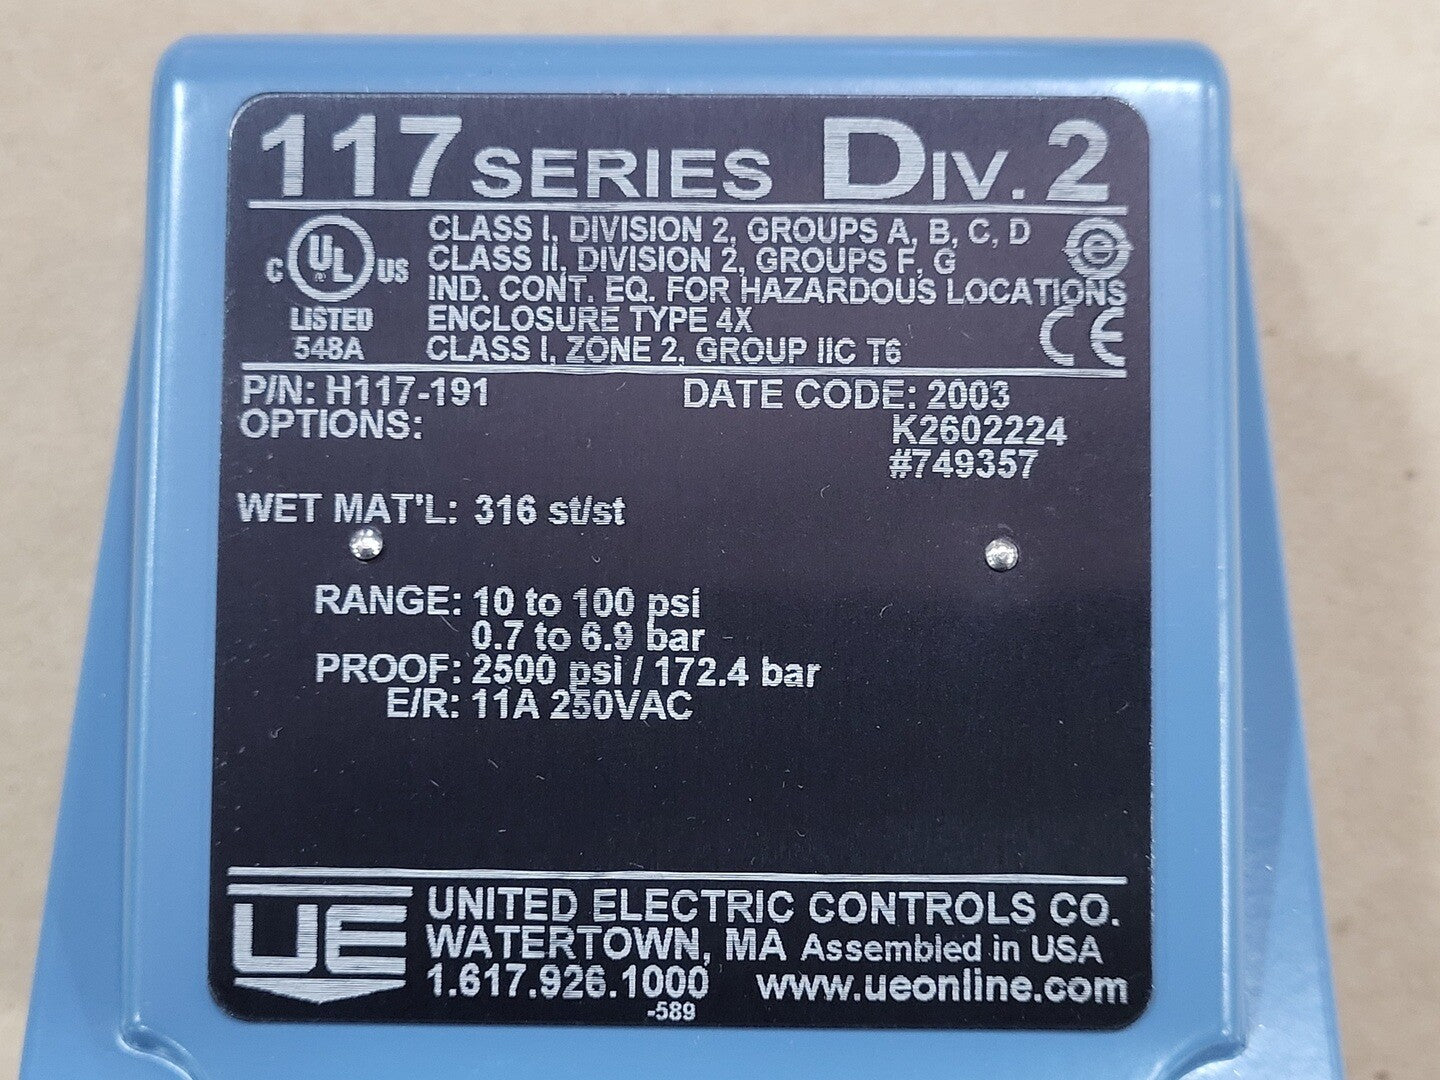 117 SERIES DIV. 2
CLASS I, DIVISION 2, GROUPS A, B, C, D
CLASS II, DIVISION 2, GROUPS F, G
IND. CONT. EQ. FOR HAZARDOUS LOCATIONS
ENCLOSURE TYPE 4X
CLASS I, ZONE 2, GROUP IIC T6
C UL US
LISTED
548A
e
CE
P/N: H117-191 DATE CODE: 2003
OPTIONS: K2602224
#749357
WET MAT'L: 316 st/st
RANGE: 10 to 100 psi
0.7 to 6.9 bar
PROOF: 2500 psi / 172.4 bar
E/R: 11A 250VAC
UE
UNITED ELECTRIC CONTROLS CO.
WATERTOWN, MA Assembled in USA
1.617.926.1000 www.ueonline.com
-589